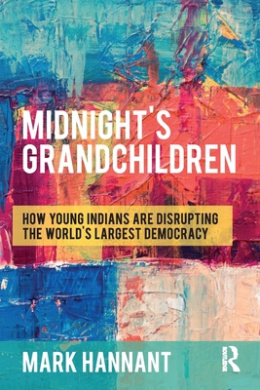 MIDNIGHT'S
GRANDCHILDREN
HOW YOUNG INDIANS ARE DISRUPTING
THE WORLD'S LARGEST DEMOCRACY
MARK HANNANT
R